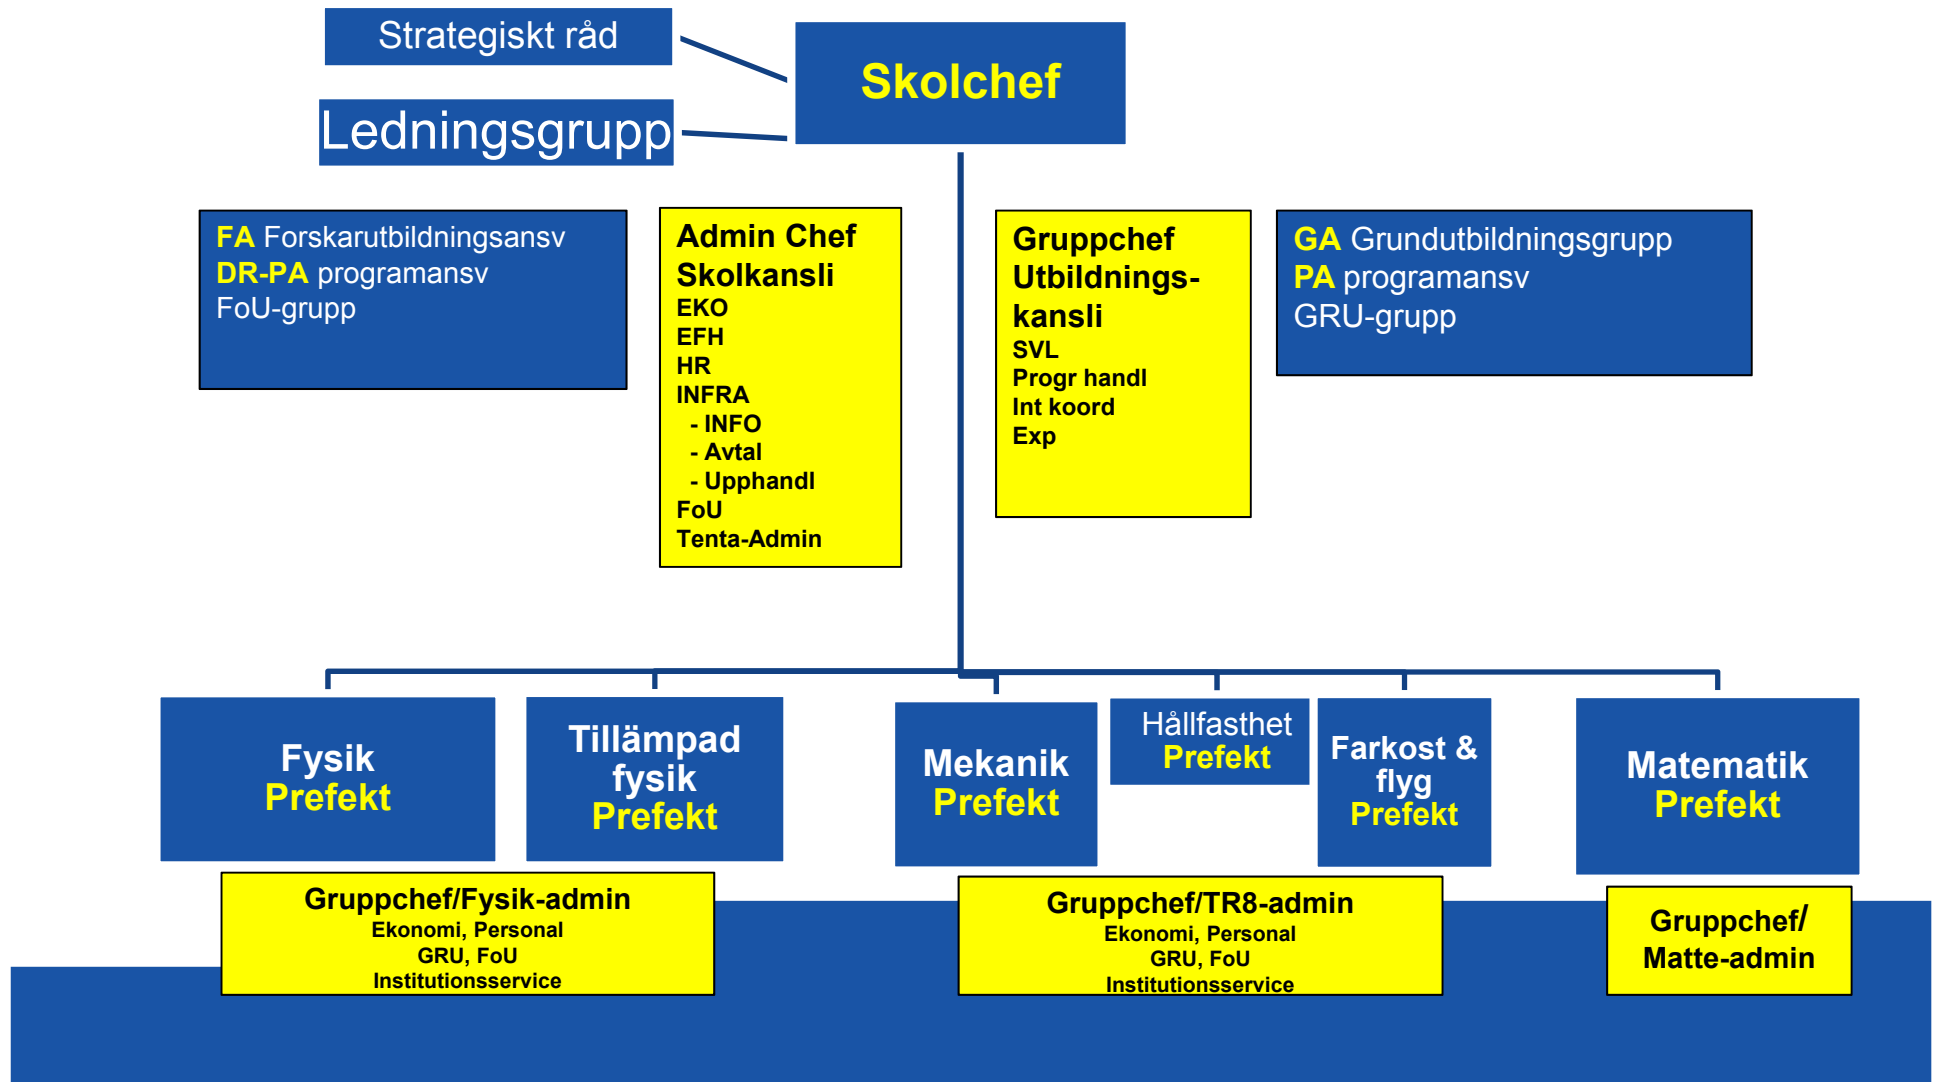 Strategiskt råd
Skolchef
Ledningsgrupp
FA Forskarutbildningsansv
DR-PA programansv
FoU-grupp
Admin Chef
Skolkansli
EKO
EFH
HR
INFRA
- INFO
- Avtal
- Upphandl
FoU
Tenta-Admin
Gruppchef
Utbildnings-
kansli
SVL
Progr handl
Int koord
Exp
GA Grundutbildningsgrupp
PA programansv
GRU-grupp
Fysik
Prefekt
Tillämpad
fysik
Prefekt
Mekanik
Prefekt
Hållfasthet
Prefekt
Farkost &
flyg
Prefekt
Matematik
Prefekt
Gruppchef/Fysik-admin
Ekonomi, Personal
GRU, FoU
Institutionsservice
Gruppchef/TR8-admin
Ekonomi, Personal
GRU, FoU
Institutionsservice
Gruppchef/
Matte-admin